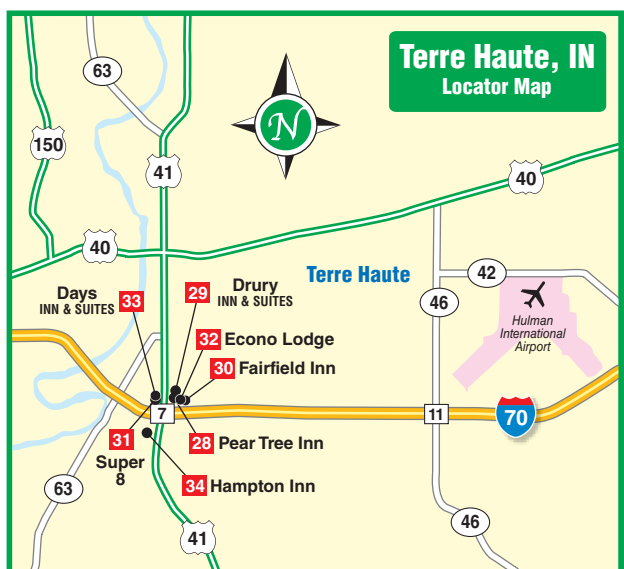 Terre Haute, IN
Locator Map
63
N
150
41
40
40
Terre Haute
42
46
Hulman
International
Airport
Days
INN & SUITES
33
29
Drury
INN & SUITES
32 Econo Lodge
30 Fairfield Inn
7
11
70
31
Super
8
28 Pear Tree Inn
34 Hampton Inn
63
41
46